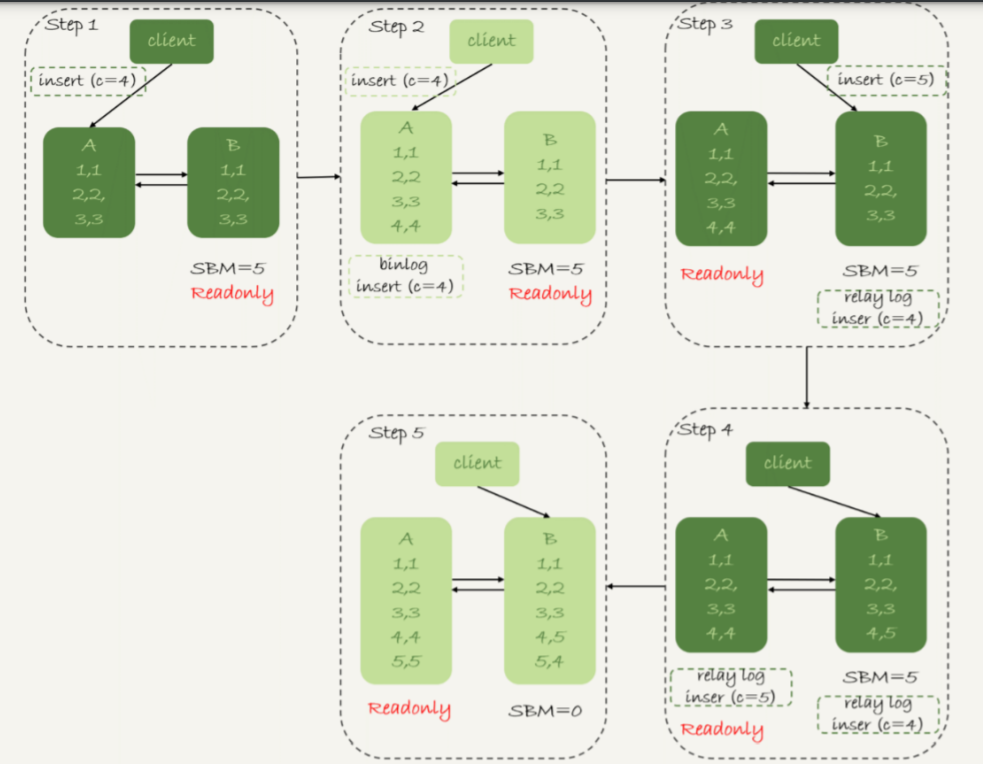 Step 1
client
insert (c=4)
A
1,1
2,2,
3,3
B
1,1
2,2,
3,3
SBM=5
Readonly
Step 2
client
insert (c=4)
A
1,1
2,2
3,3
4,4
B
1,1
2,2
3,3
binlog
insert (c=4)
SBM=5
Readonly
Step 3
client
insert (c=5)
A
1,1
2,2,
3,3
4,4
B
1,1
2,2,
3,3
Readonly
SBM=5
relay log
inser (c=4)
Step 4
client
A
1,1
2,2,
3,3
4,4
B
1,1
2,2,
3,3
4,5
relay log
inser (c=5)
Readonly
SBM=5
relay log
inser (c=4)
Step 5
client
A
1,1
2,2
3,3
4,4
5,5
B
1,1
2,2
3,3
4,5
5,4
Readonly
SBM=0